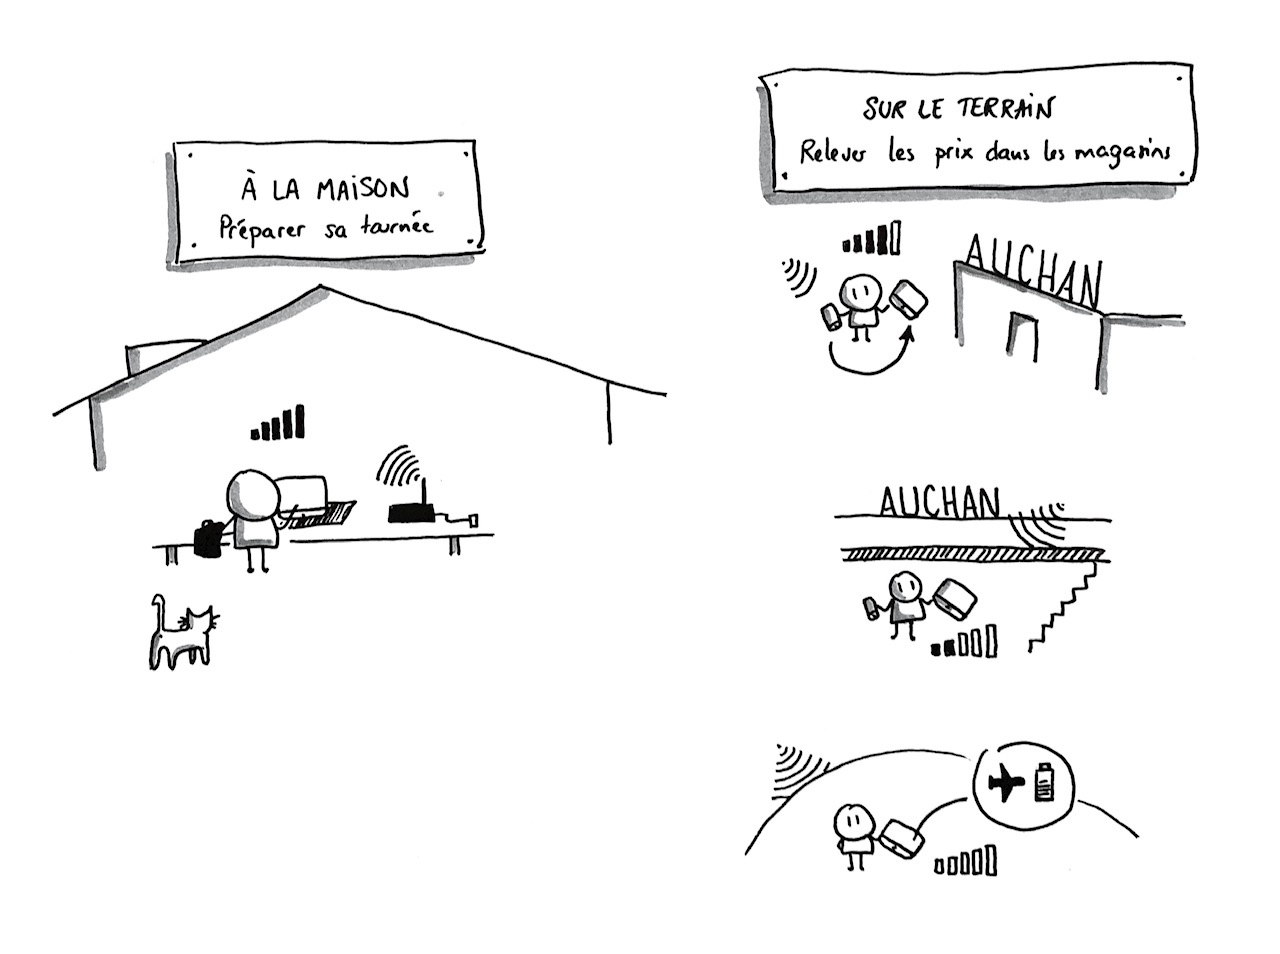 À LA MAISON
Préparer sa tournée
SUR LE TERRAIN
Relever les prix dans les magasins
AUCHAN
AUCHAN